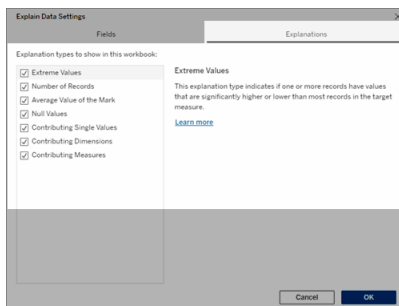 Explain Data Settings
Fields
Explanations
Explanation types to show in this workbook:
Extreme Values
Number of Records
Average Value of the Mark
Null Values
Contributing Single Values
Contributing Dimensions
Contributing Measures
Extreme Values
This explanation type indicates if one or more records have values
that are significantly higher or lower than most records in the target
measure.
Learn more
Cancel
OK